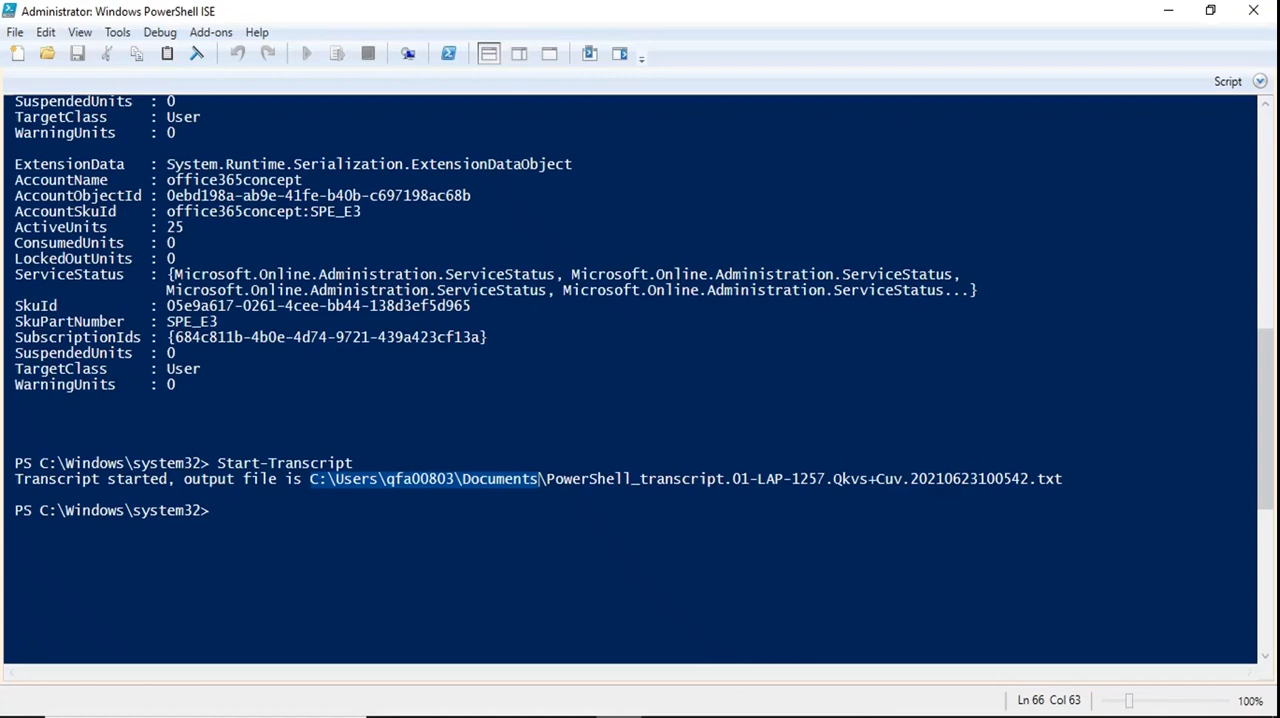 Administrator: Windows PowerShell ISE
File Edit View Tools Debug Add-ons Help
Script
SuspendedUnits : 0
TargetClass : User
WarningUnits : 0
ExtensionData : System.Runtime.Serialization.ExtensionDataObject
AccountName : office365concept
AccountObjectId : 0ebd198a-ab9e-41fe-b40b-c697198ac68b
AccountSkuId : office365concept:SPE_E3
ActiveUnits : 25
ConsumedUnits : 0
LockedOutUnits : 0
ServiceStatus : {Microsoft.Online.Administration.ServiceStatus, Microsoft.Online.Administration.ServiceStatus,
Microsoft.Online.Administration.ServiceStatus, Microsoft.Online.Administration.ServiceStatus...}
SkuId : 05e9a617-0261-4cee-bb44-138d3ef5d965
SkuPartNumber : SPE_E3
SubscriptionIds : {684c811b-4b0e-4d74-9721-439a423cf13a}
SuspendedUnits : 0
TargetClass : User
WarningUnits : 0
PS C:\Windows\system32> Start-Transcript
Transcript started, output file is C:\Users\qfa00803\Documents\PowerShell_transcript.01-LAP-1257.Qkvs+Cuv.20210623100542.txt
PS C:\Windows\system32>
Ln 66 Col 63 100%